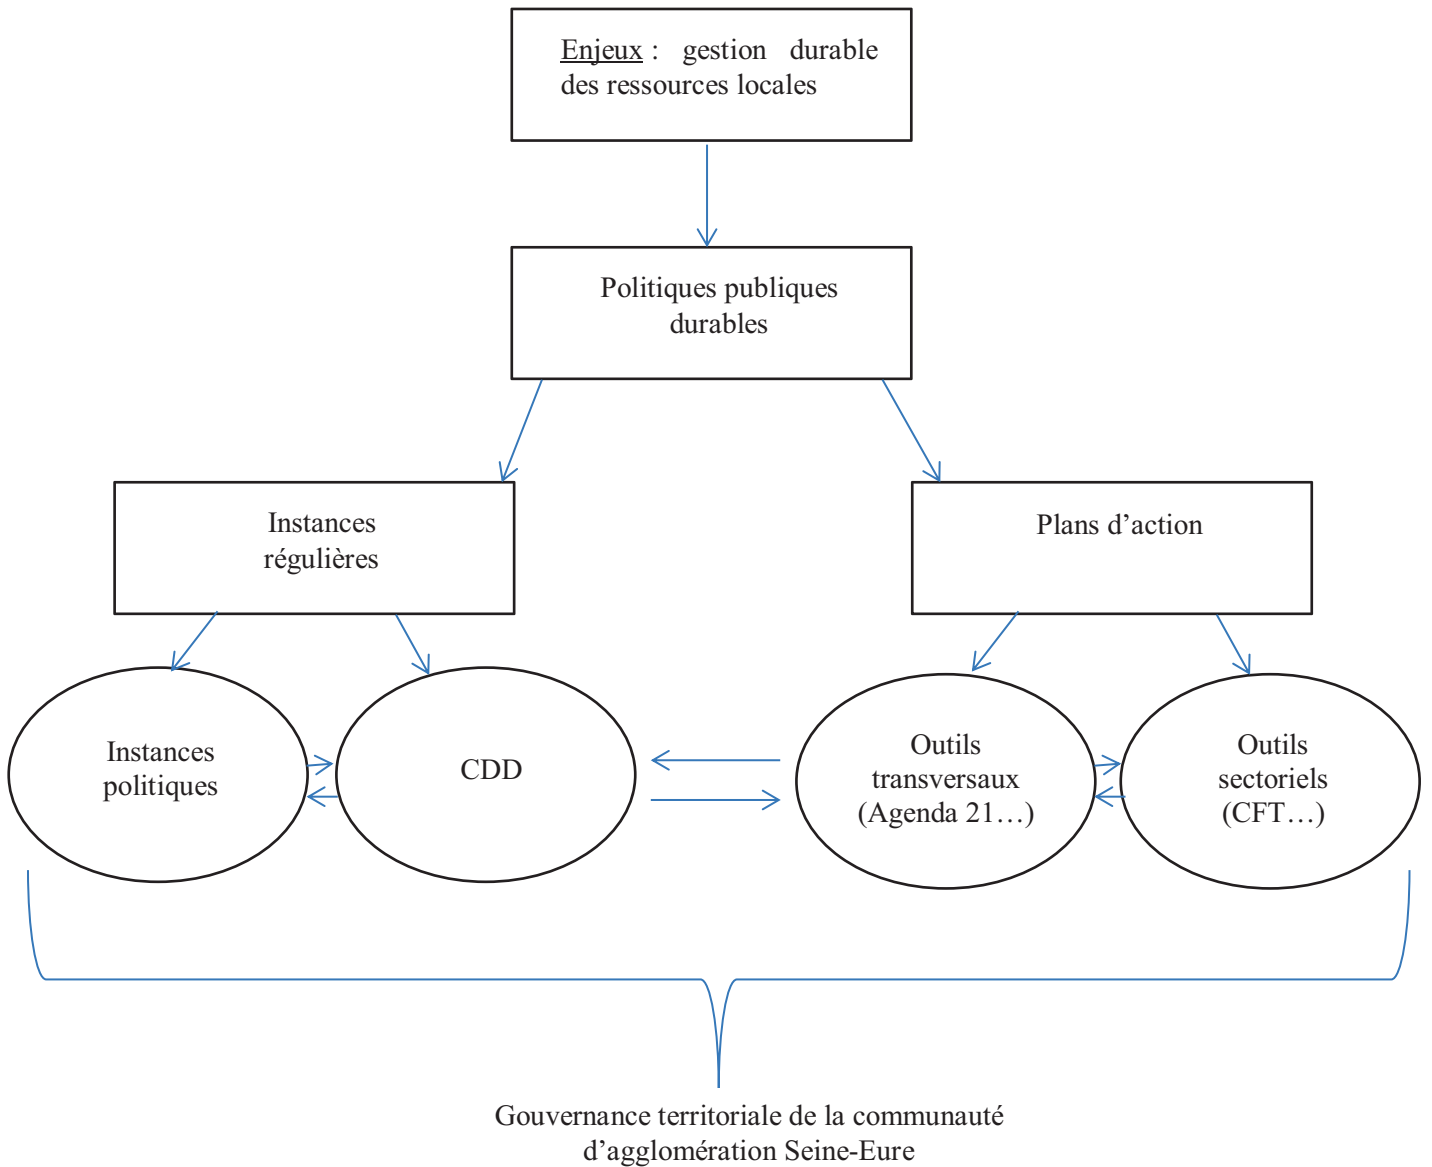 Enjeux : gestion durable
des ressources locales
Politiques publiques
durables
Instances
régulières
Plans d’action
Instances
politiques
CDD
Outils
transversaux
(Agenda 21…)
Outils
sectoriels
(CFT…)
Gouvernance territoriale de la communauté
d’agglomération Seine-Eure